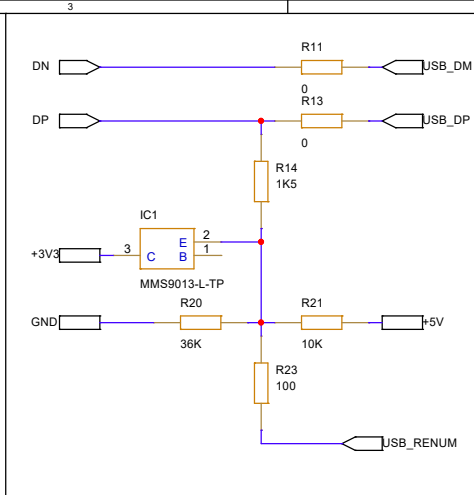 3
R11
DN
USB_DM
0
R13
DP
USB_DP
0
R14
1K5
IC1
2
E
+3V3
3
C
B
1
MMS9013-L-TP
R20
R21
GND
+5V
36K
10K
R23
100
USB_RENUM